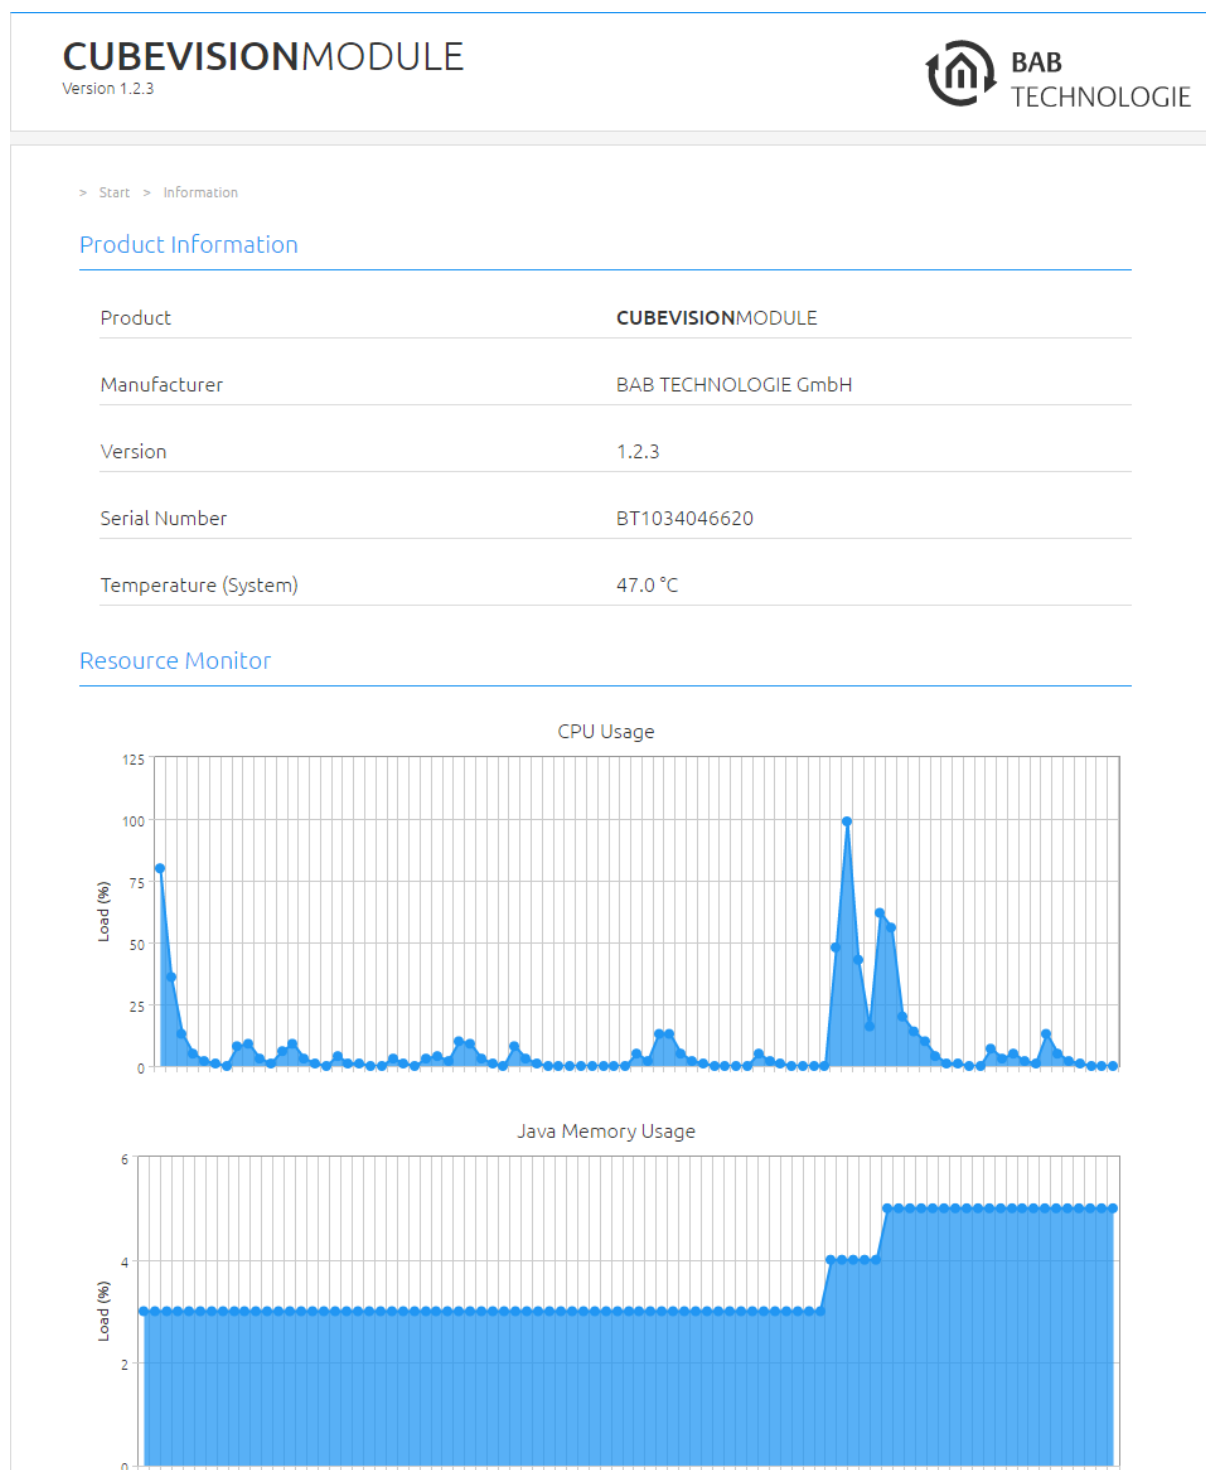 CUBEVISIONMODULE
Version 1.2.3
BAB
TECHNOLOGIE
> Start > Information
Product Information
Product CUBEVISIONMODULE
Manufacturer BAB TECHNOLOGIE GmbH
Version 1.2.3
Serial Number BT1034046620
Temperature (System) 47.0 °C
Resource Monitor
CPU Usage
125
100
75
50
25
0
Load (%)
Java Memory Usage
6
4
2
0
Load (%)